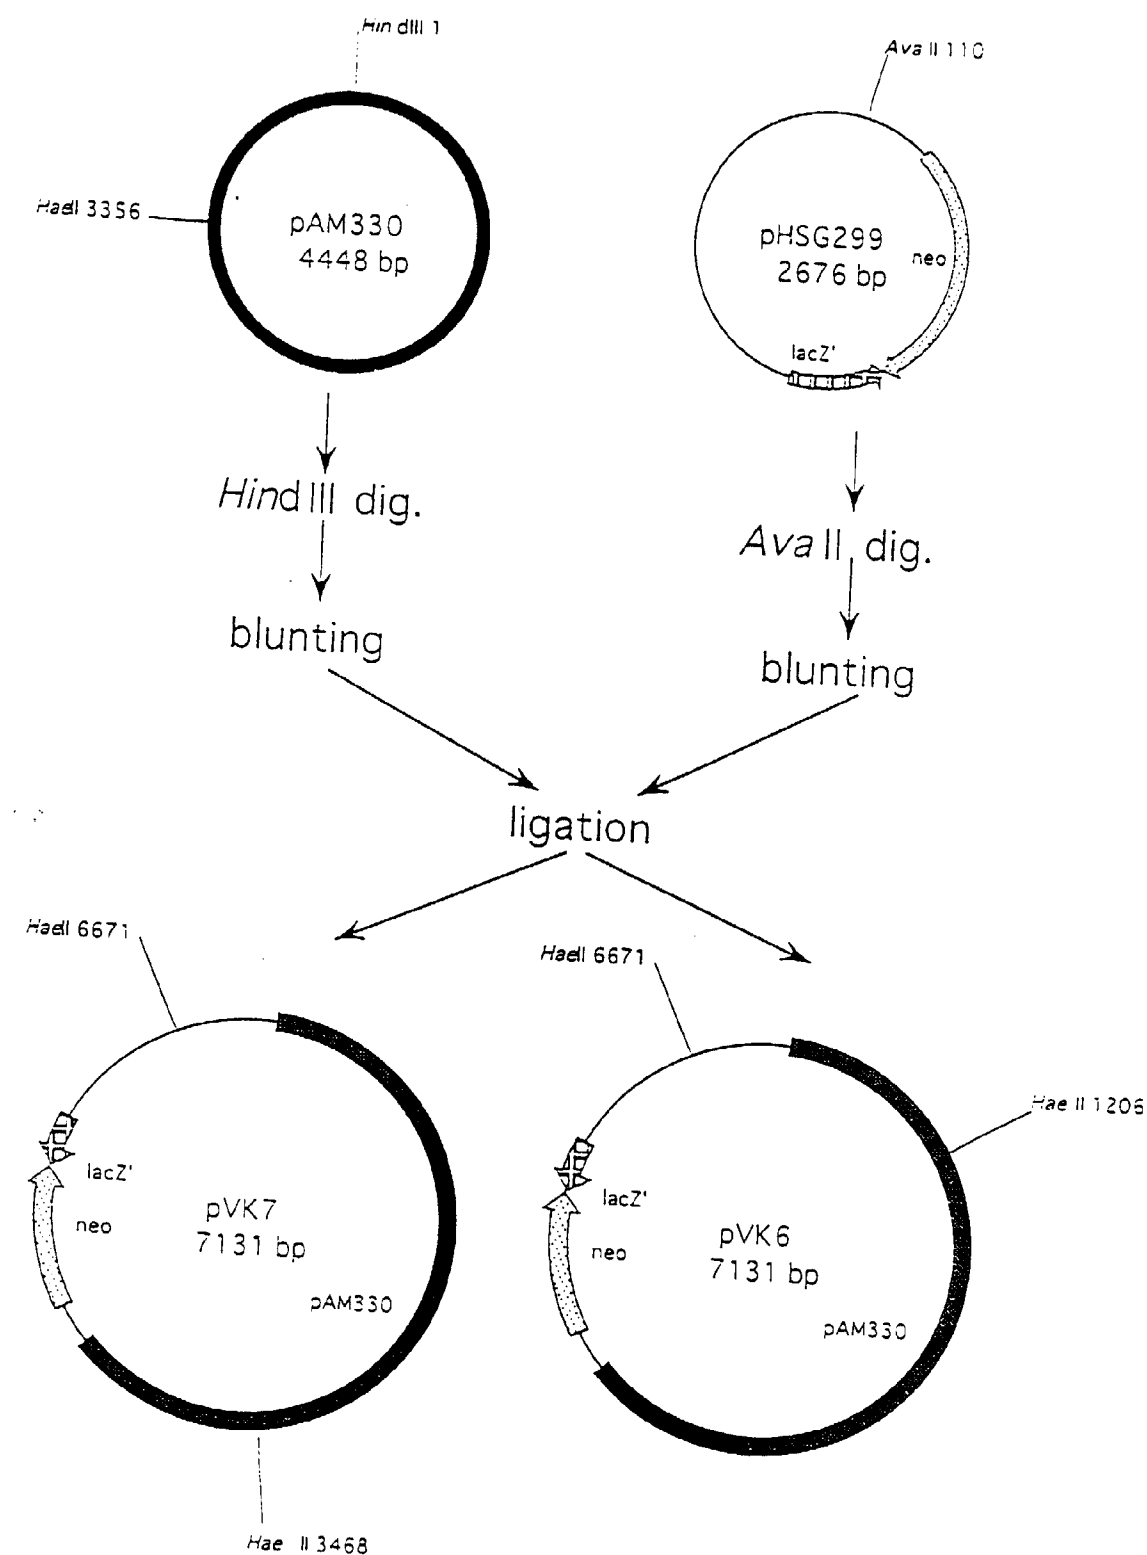 HindIII 1
AvaII 110
HaeII 3356
pAM330
4448 bp
pHSG299
2676 bp
neo
lacZ'
HindIII dig.
AvaII dig.
blunting
blunting
ligation
HaeII 6671
HaeII 6671
HaeII 1206
lacZ'
neo
pVK7
7131 bp
pAM330
lacZ'
neo
pVK6
7131 bp
pAM330
Hae II 3468